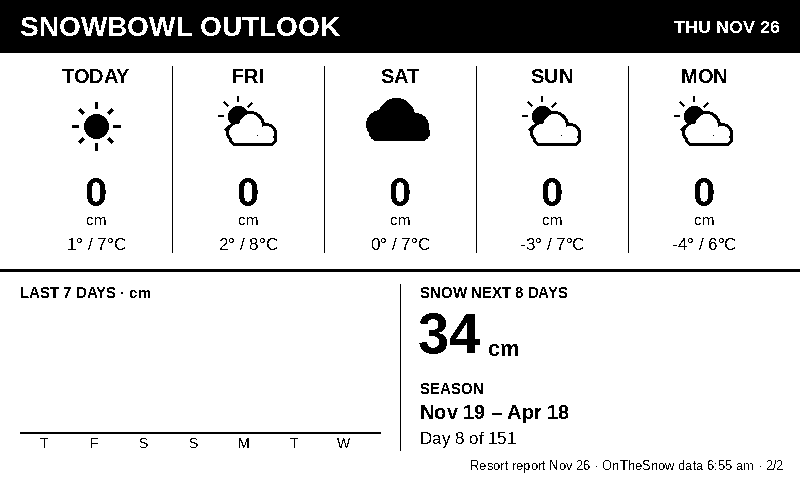 SNOWBOWL OUTLOOK THU NOV 26
TODAY FRI SAT SUN MON
0 0 0 0 0
cm cm cm cm cm
1° / 7°C 2° / 8°C 0° / 7°C -3° / 7°C -4° / 6°C
LAST 7 DAYS · cm
T F S S M T W
SNOW NEXT 8 DAYS
34 cm
SEASON
Nov 19 – Apr 18
Day 8 of 151
Resort report Nov 26 · OnTheSnow data 6:55 am · 2/2